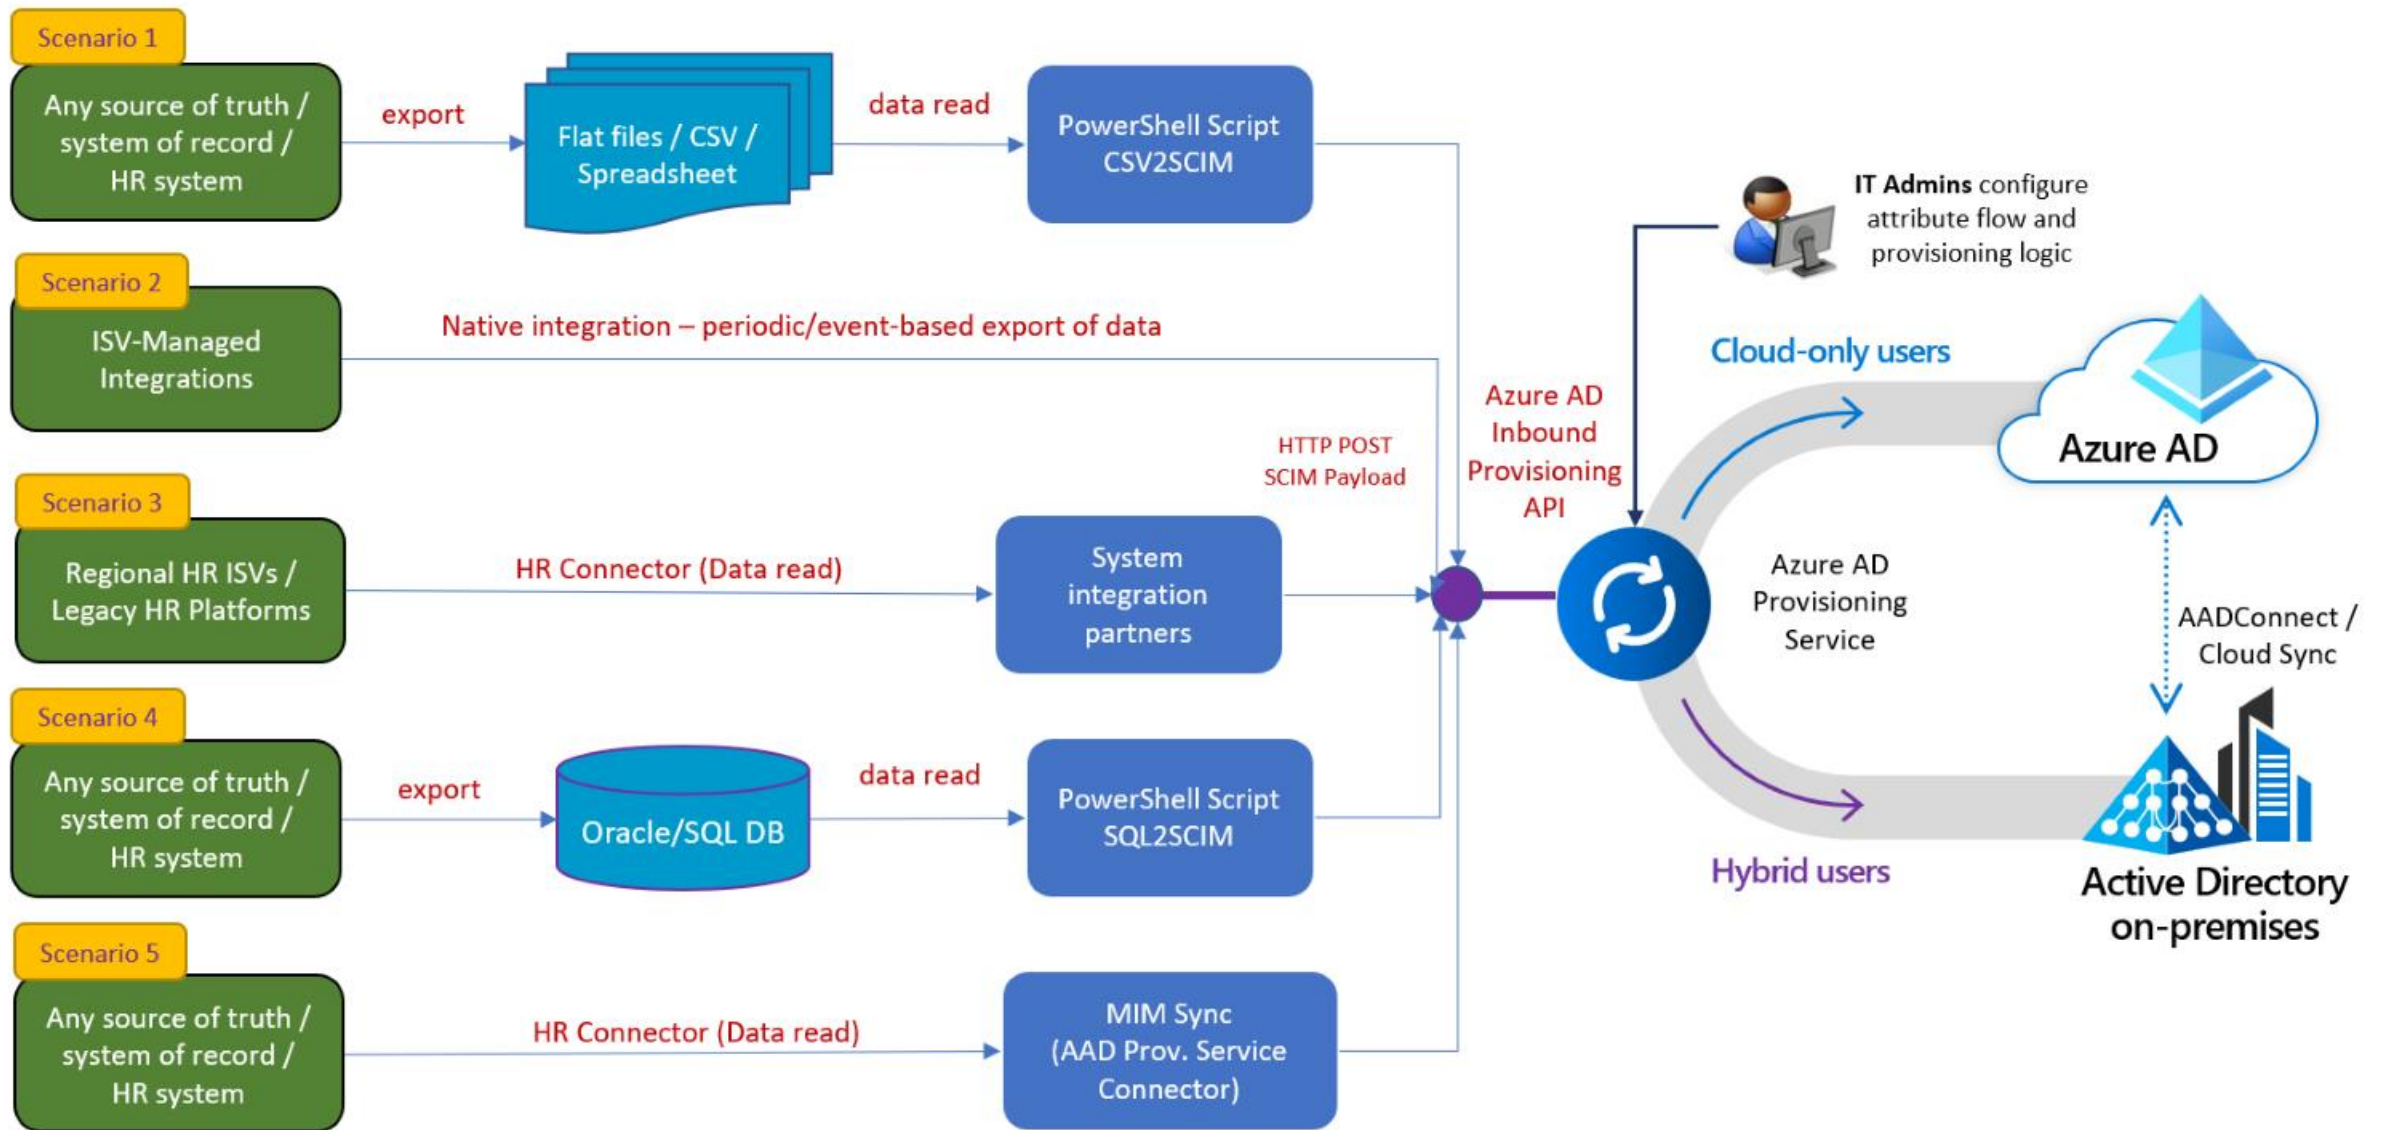 Scenario 1
Any source of truth /
system of record /
HR system
export
Flat files / CSV /
Spreadsheet
data read
PowerShell Script
CSV2SCIM
Scenario 2
ISV-Managed
Integrations
Native integration – periodic/event-based export of data
Scenario 3
Regional HR ISVs /
Legacy HR Platforms
HR Connector (Data read)
System
integration
partners
HTTP POST
SCIM Payload
Scenario 4
Any source of truth /
system of record /
HR system
export
Oracle/SQL DB
data read
PowerShell Script
SQL2SCIM
Scenario 5
Any source of truth /
system of record /
HR system
HR Connector (Data read)
MIM Sync
(AAD Prov. Service
Connector)
Azure AD
Inbound
Provisioning
API
IT Admins configure
attribute flow and
provisioning logic
Cloud-only users
Azure AD
Azure AD
Provisioning
Service
AADConnect /
Cloud Sync
Hybrid users
Active Directory
on-premises